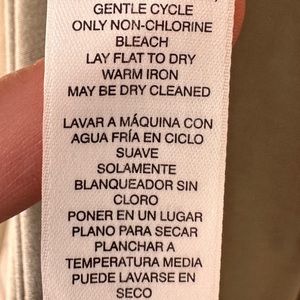 GENTLE CYCLE
ONLY NON-CHLORINE
BLEACH
LAY FLAT TO DRY
WARM IRON
MAY BE DRY CLEANED
LAVAR A MÁQUINA CON
AGUA FRÍA EN CICLO
SUAVE
SOLAMENTE
BLANQUEADOR SIN
CLORO
PONER EN UN LUGAR
PLANO PARA SECAR
PLANCHAR A
TEMPERATURA MEDIA
PUEDE LAVARSE EN
SECO